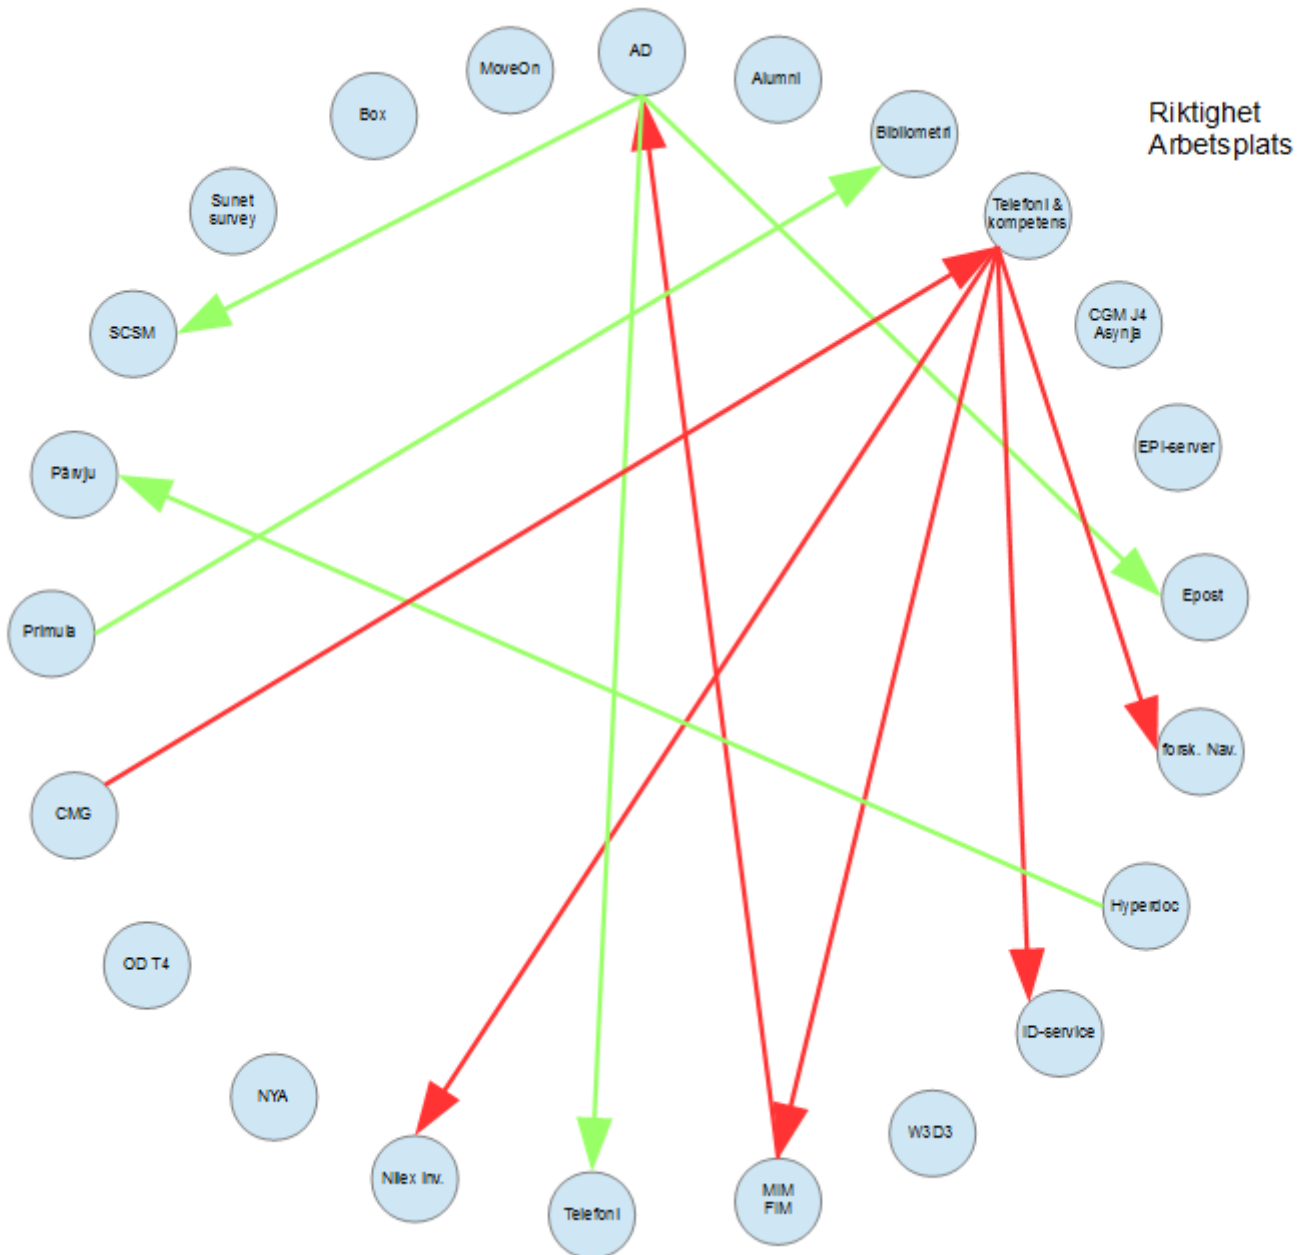 AD
MoveOn
Alumni
Box
Bibliometri
Riktighet
Arbetsplats
Sunet
survey
Telefoni &
kompetens
SCSM
CGM J4
Asynja
Pärvju
EPI-server
Primula
Epost
CMG
forsk. Nav.
Hyperdoc
OD T4
ID-service
NYA
W3D3
Nilex Inv.
Telefoni
MIM
FIM